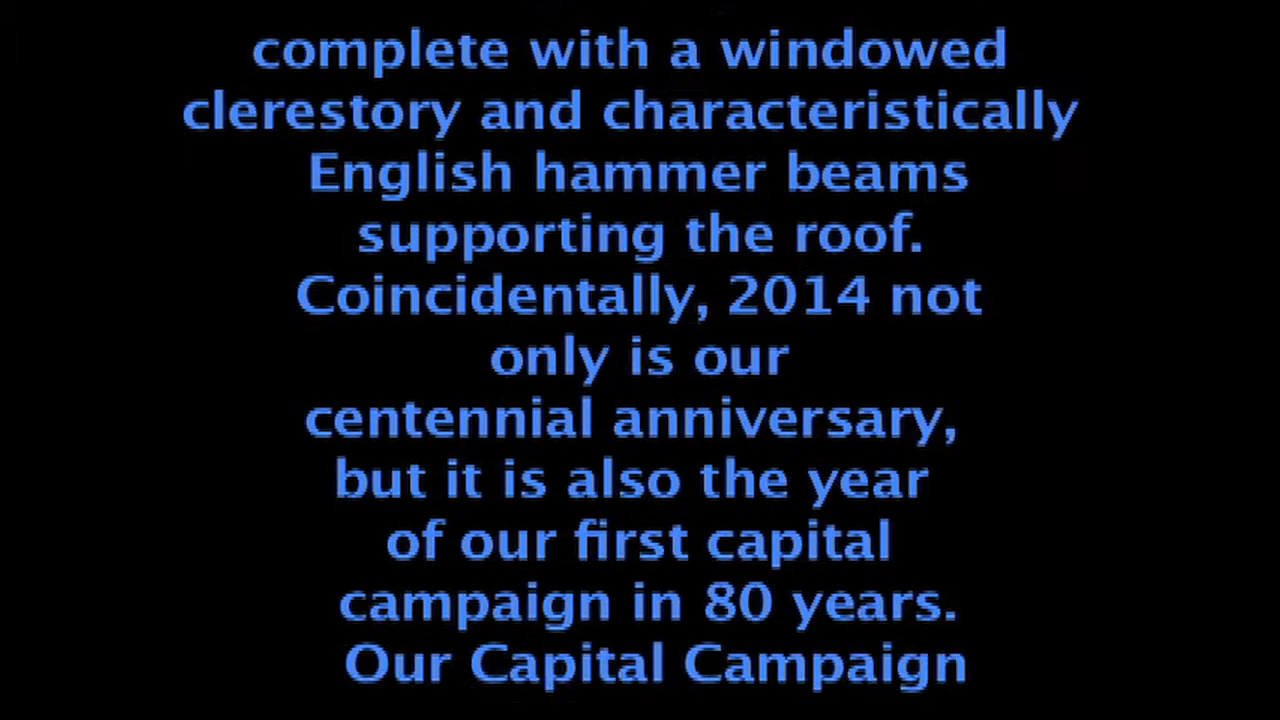 complete with a windowed
clerestory and characteristically
English hammer beams
supporting the roof.
Coincidentally, 2014 not
only is our
centennial anniversary,
but it is also the year
of our first capital
campaign in 80 years.
Our Capital Campaign